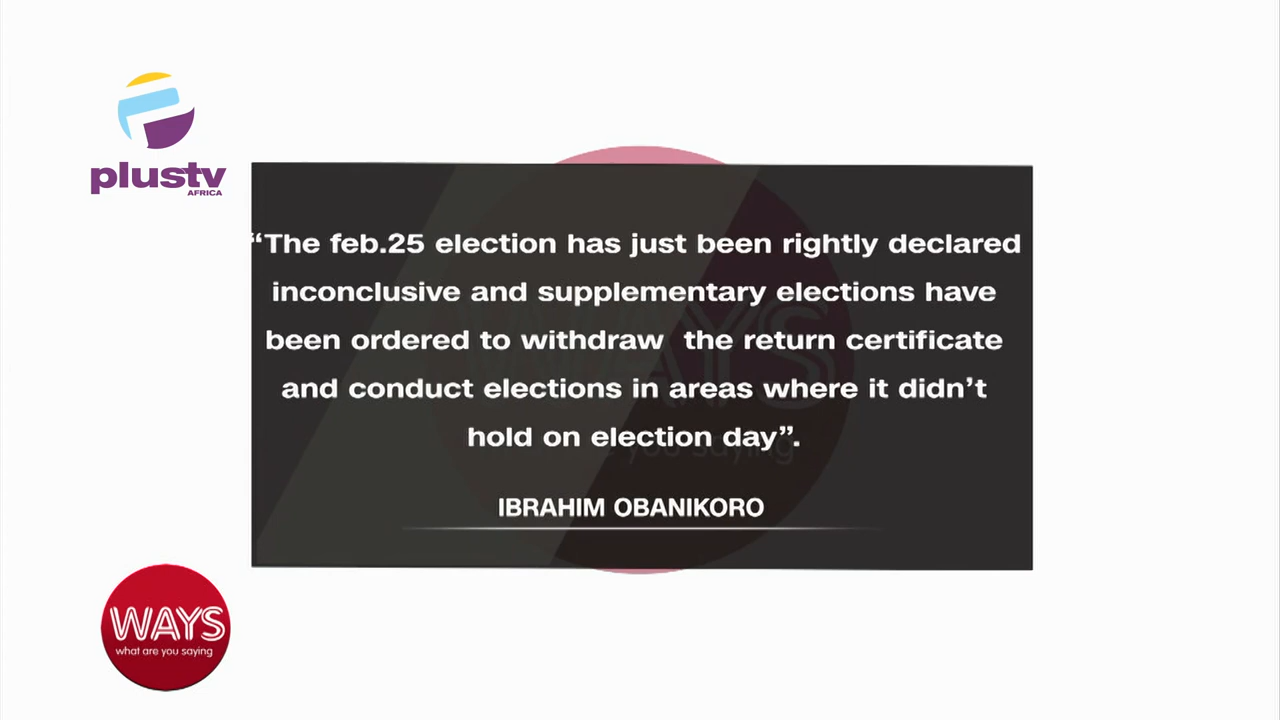 plustv
AFRICA
“The feb.25 election has just been rightly declared
inconclusive and supplementary elections have
been ordered to withdraw the return certificate
and conduct elections in areas where it didn’t
hold on election day”.
IBRAHIM OBANIKORO
WAYS
what are you saying